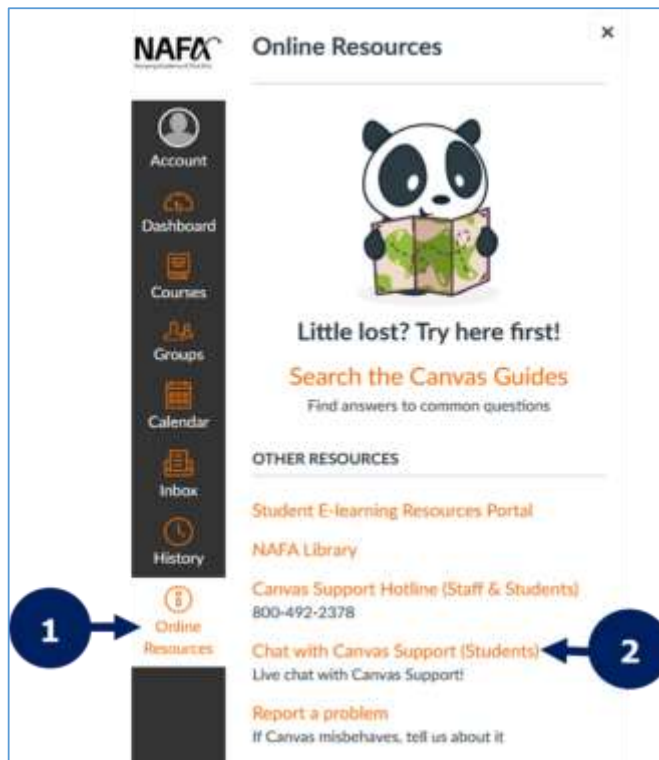 NAFA
Online Resources
×
Account
Dashboard
Courses
Groups
Calendar
Inbox
History
1
Online
Resources
Little lost? Try here first!
Search the Canvas Guides
Find answers to common questions
OTHER RESOURCES
Student E-learning Resources Portal
NAFA Library
Canvas Support Hotline (Staff & Students)
800-492-2378
Chat with Canvas Support (Students)
2
Live chat with Canvas Support!
Report a problem
If Canvas misbehaves, tell us about it